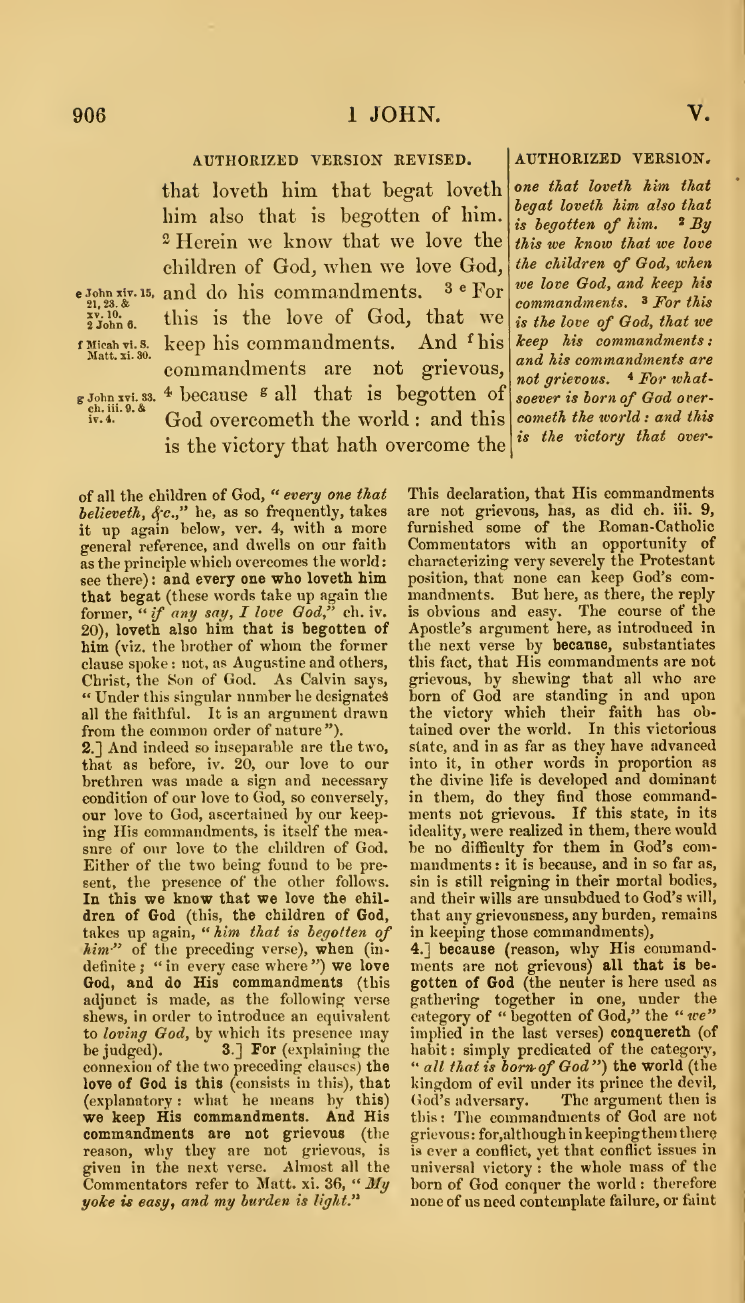 906
1 JOHN.
V.
AUTHORIZED VERSION REVISED.
that loveth him that begat loveth
him also that is begotten of him.
2 Herein we know that we love the
children of God, when we love God,
and do his commandments. 3 e For
this is the love of God, that we
keep his commandments. And f his
commandments are not grievous,
4 because g all that is begotten of
God overcometh the world : and this
is the victory that hath overcome the
e John xiv. 15,
21, 23. &
xv. 10.
2 John 6.
f Micah vi. 8.
Matt. xi. 30.
g John xvi. 33.
ch. iii. 9. &
iv. 4.
AUTHORIZED VERSION.
one that loveth him that
begat loveth him also that
is begotten of him. 2 By
this we know that we love
the children of God, when
we love God, and keep his
commandments. 3 For this
is the love of God, that we
keep his commandments :
and his commandments are
not grievous. 4 For what-
soever is born of God over-
cometh the world : and this
is the victory that over-
of all the children of God, “ every one that
believeth, &c.,” he, as so frequently, takes
it up again below, ver. 4, with a more
general reference, and dwells on our faith
as the principle which overcomes the world:
see there) : and every one who loveth him
that begat (these words take up again the
former, “ if any say, I love God,” ch. iv.
20), loveth also him that is begotten of
him (viz. the brother of whom the former
clause spoke : not, as Augustine and others,
Christ, the Son of God. As Calvin says,
“ Under this singular number he designates
all the faithful. It is an argument drawn
from the common order of nature ”).
2.] And indeed so inseparable are the two,
that as before, iv. 20, our love to our
brethren was made a sign and necessary
condition of our love to God, so conversely,
our love to God, ascertained by our keep-
ing His commandments, is itself the mea-
sure of our love to the children of God.
Either of the two being found to be pre-
sent, the presence of the other follows.
In this we know that we love the chil-
dren of God (this, the children of God,
takes up again, “ him that is begotten of
him” of the preceding verse), when (in-
definite ; “ in every case where ”) we love
God, and do His commandments (this
adjunct is made, as the following verse
shews, in order to introduce an equivalent
to loving God, by which its presence may
be judged). 3.] For (explaining the
connexion of the two preceding clauses) the
love of God is this (consists in this), that
(explanatory : what he means by this)
we keep His commandments. And His
commandments are not grievous (the
reason, why they are not grievous, is
given in the next verse. Almost all the
Commentators refer to Matt. xi. 36, “ My
yoke is easy, and my burden is light.”
This declaration, that His commandments
are not grievous, has, as did ch. iii. 9,
furnished some of the Roman-Catholic
Commentators with an opportunity of
characterizing very severely the Protestant
position, that none can keep God’s com-
mandments. But here, as there, the reply
is obvious and easy. The course of the
Apostle’s argument here, as introduced in
the next verse by because, substantiates
this fact, that His commandments are not
grievous, by shewing that all who are
born of God are standing in and upon
the victory which their faith has ob-
tained over the world. In this victorious
state, and in as far as they have advanced
into it, in other words in proportion as
the divine life is developed and dominant
in them, do they find those command-
ments not grievous. If this state, in its
ideality, were realized in them, there would
be no difficulty for them in God’s com-
mandments : it is because, and in so far as,
sin is still reigning in their mortal bodies,
and their wills are unsubdued to God’s will,
that any grievousness, any burden, remains
in keeping those commandments),
4.] because (reason, why His command-
ments are not grievous) all that is be-
gotten of God (the neuter is here used as
gathering together in one, under the
category of “ begotten of God,” the “ we”
implied in the last verses) conquereth (of
habit : simply predicated of the category,
“ all that is born of God ”) the world (the
kingdom of evil under its prince the devil,
God’s adversary. The argument then is
this : The commandments of God are not
grievous: for, although in keeping them there
is ever a conflict, yet that conflict issues in
universal victory : the whole mass of the
born of God conquer the world : therefore
none of us need contemplate failure, or faint